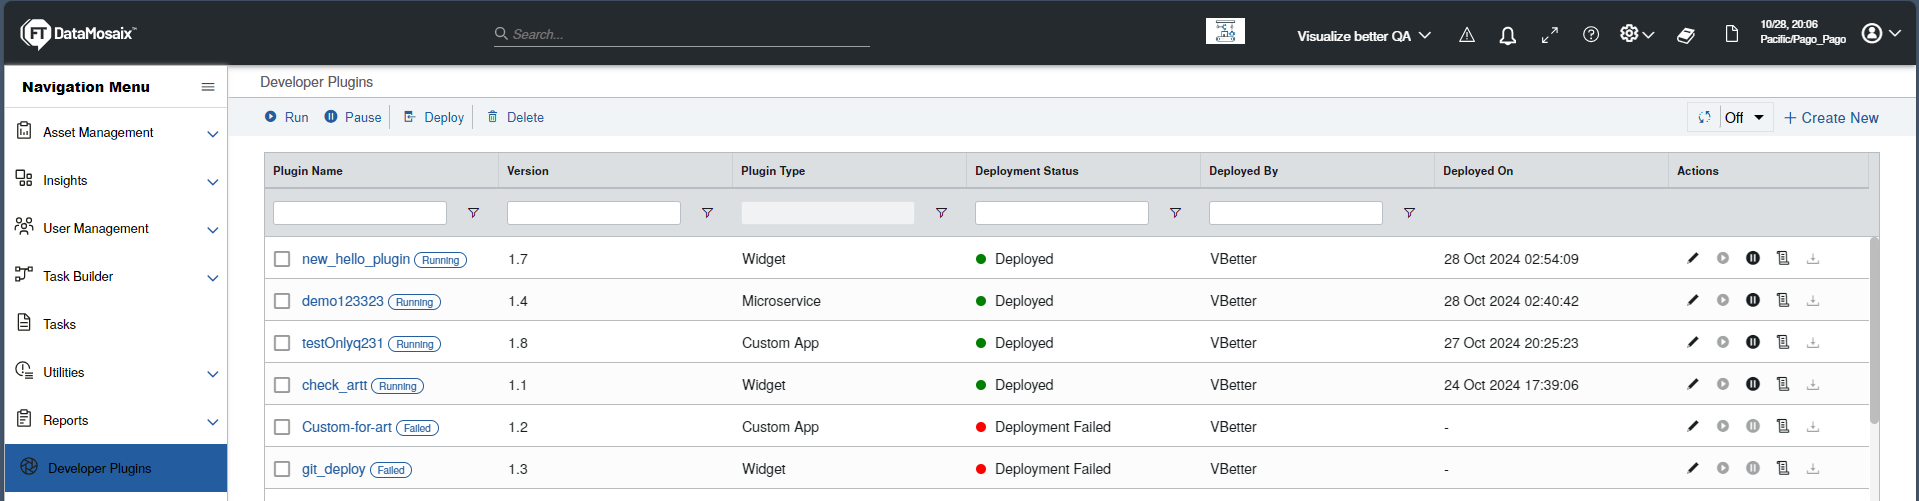 FT DataMosaix™
Search...
Visualize better QA
10/28, 20:06
Pacific/Pago_Pago
Navigation Menu
Asset Management
Insights
User Management
Task Builder
Tasks
Utilities
Reports
Developer Plugins
Developer Plugins
Run Pause Deploy Delete
Off Create New
Plugin Name Version Plugin Type Deployment Status Deployed By Deployed On Actions
new_hello_plugin Running 1.7 Widget Deployed VBetter 28 Oct 2024 02:54:09
demo123323 Running 1.4 Microservice Deployed VBetter 28 Oct 2024 02:40:42
testOnlyq231 Running 1.8 Custom App Deployed VBetter 27 Oct 2024 20:25:23
check_artt Running 1.1 Widget Deployed VBetter 24 Oct 2024 17:39:06
Custom-for-art Failed 1.2 Custom App Deployment Failed VBetter -
git_deploy Failed 1.3 Widget Deployment Failed VBetter -